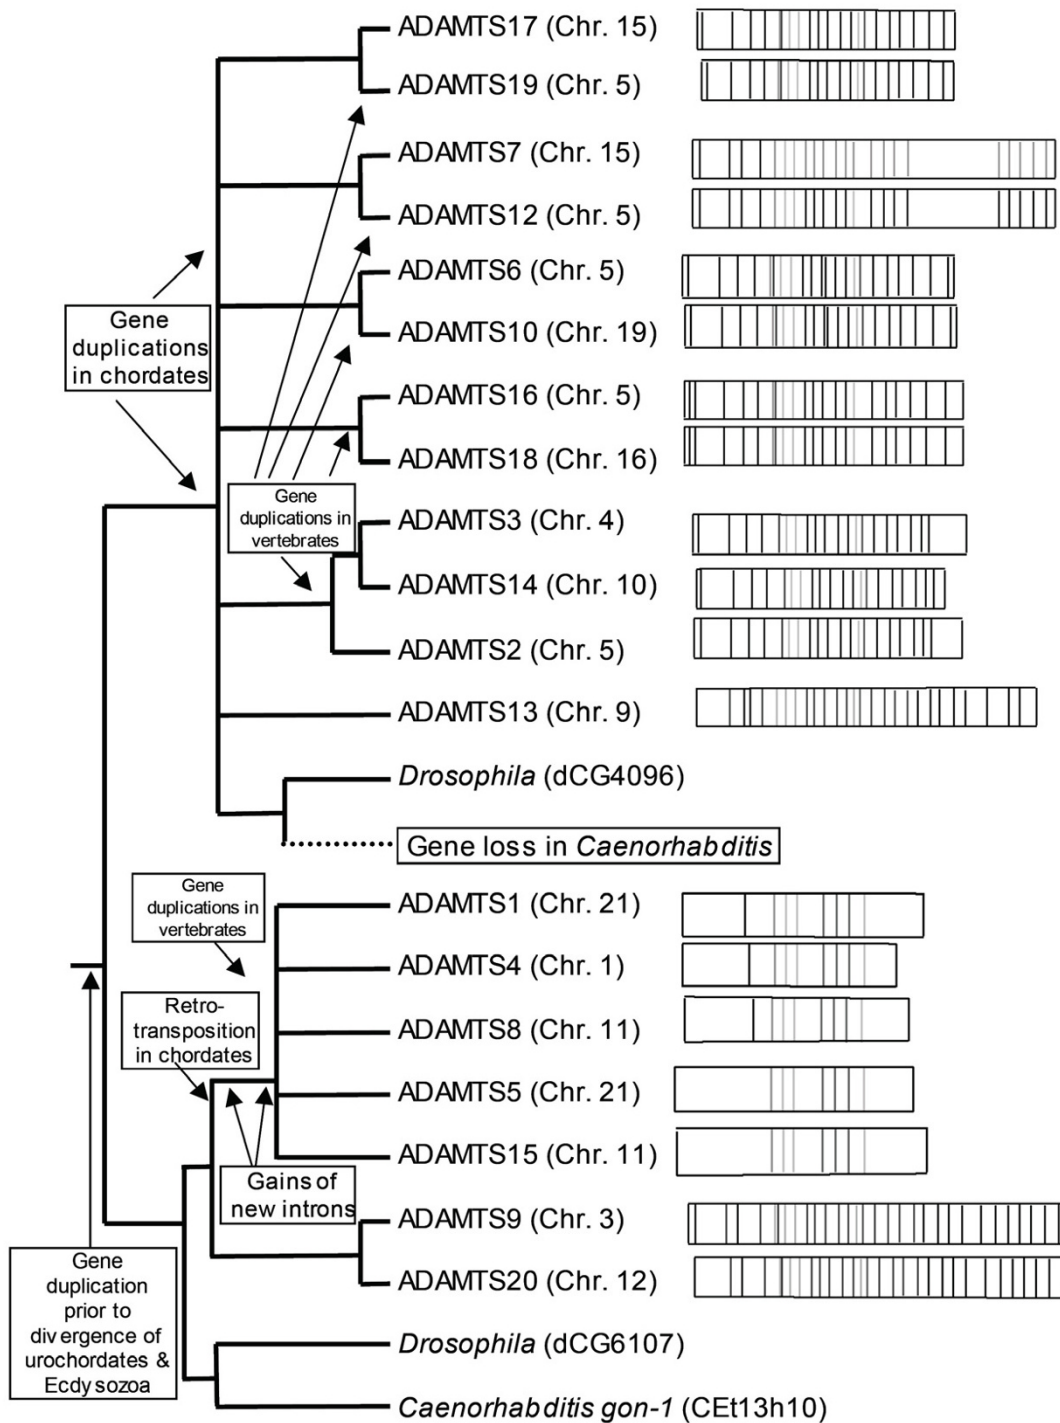 ADAMTS17 (Chr. 15)
ADAMTS19 (Chr. 5)
ADAMTS7 (Chr. 15)
ADAMTS12 (Chr. 5)
ADAMTS6 (Chr. 5)
Gene
duplications
in chordates
ADAMTS10 (Chr. 19)
ADAMTS16 (Chr. 5)
ADAMTS18 (Chr. 16)
Gene
duplications in
vertebrates
ADAMTS3 (Chr. 4)
ADAMTS14 (Chr. 10)
ADAMTS2 (Chr. 5)
ADAMTS13 (Chr. 9)
Drosophila (dCG4096)
Gene loss in Caenorhabditis
Gene
duplications in
vertebrates
ADAMTS1 (Chr. 21)
ADAMTS4 (Chr. 1)
Retro-
transposition
in chordates
ADAMTS8 (Chr. 11)
ADAMTS5 (Chr. 21)
ADAMTS15 (Chr. 11)
Gains of
new introns
ADAMTS9 (Chr. 3)
ADAMTS20 (Chr. 12)
Gene
duplication
prior to
divergence of
urochordates &
Ecdysozoa
Drosophila (dCG6107)
Caenorhabditis gon-1 (CEt13h10)